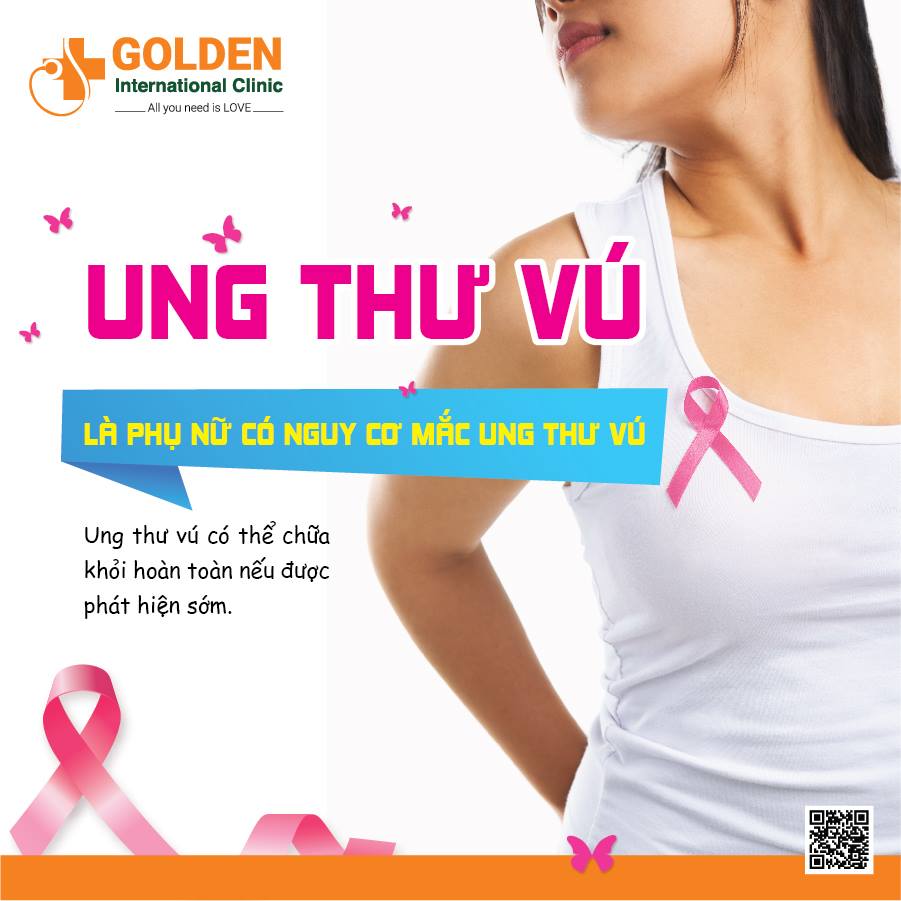 GOLDEN
International Clinic
All you need is LOVE
UNG THƯ VÚ
LÀ PHỤ NỮ CÓ NGUY CƠ MẮC UNG THƯ VÚ
Ung thư vú có thể chữa
khỏi hoàn toàn nếu được
phát hiện sớm.